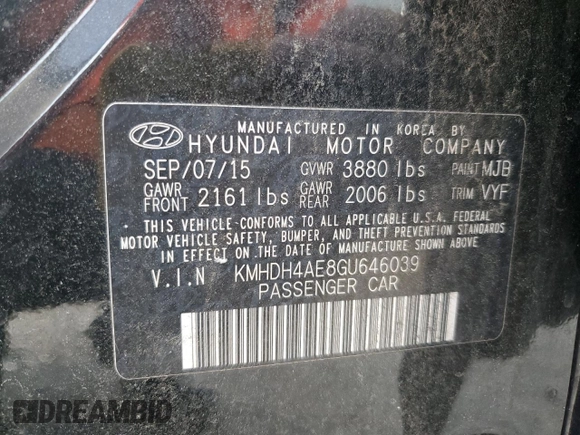 MANUFACTURED IN KOREA BY
HYUNDAI MOTOR COMPANY
SEP/07/15 GVWR 3880 lbs PAINT MJB
GAWR FRONT 2161 lbs GAWR REAR 2006 lbs TRIM VYF
• THIS VEHICLE CONFORMS TO ALL APPLICABLE U.S.A. FEDERAL
MOTOR VEHICLE SAFETY, BUMPER, AND THEFT PREVENTION STANDARDS
IN EFFECT ON THE DATE OF MANUFACTURE SHOWN ABOVE.
V.I.N KMHDH4AE8GU646039
PASSENGER CAR
DREAMBID